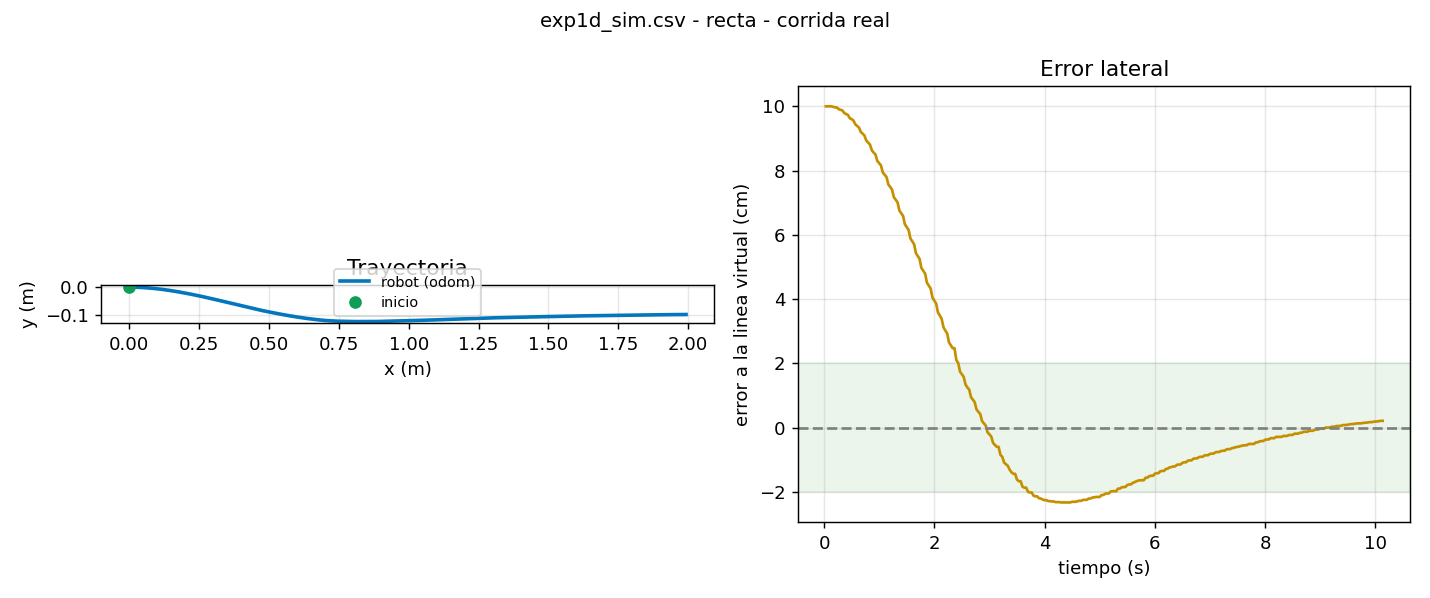 exp1d_sim.csv - recta - corrida real
Trayectoria
robot (odom)
inicio
y (m)
0.0
−0.1
0.00 0.25 0.50 0.75 1.00 1.25 1.50 1.75 2.00
x (m)
Error lateral
error a la linea virtual (cm)
10
8
6
4
2
0
−2
0 2 4 6 8 10
tiempo (s)